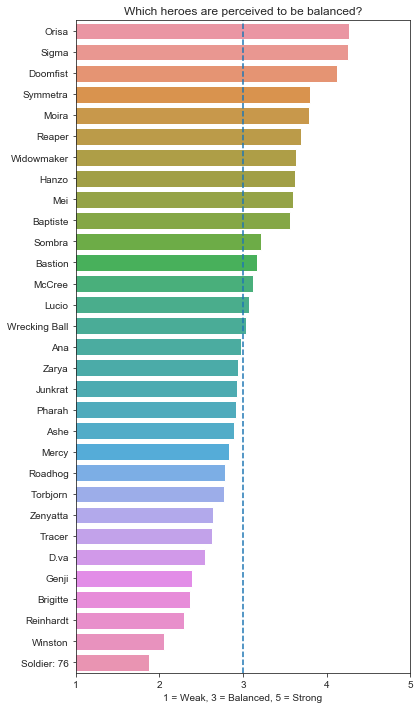 Which heroes are perceived to be balanced?
Orisa
Sigma
Doomfist
Symmetra
Moira
Reaper
Widowmaker
Hanzo
Mei
Baptiste
Sombra
Bastion
McCree
Lucio
Wrecking Ball
Ana
Zarya
Junkrat
Pharah
Ashe
Mercy
Roadhog
Torbjorn
Zenyatta
Tracer
D.va
Genji
Brigitte
Reinhardt
Winston
Soldier: 76
1 2 3 4 5
1 = Weak, 3 = Balanced, 5 = Strong